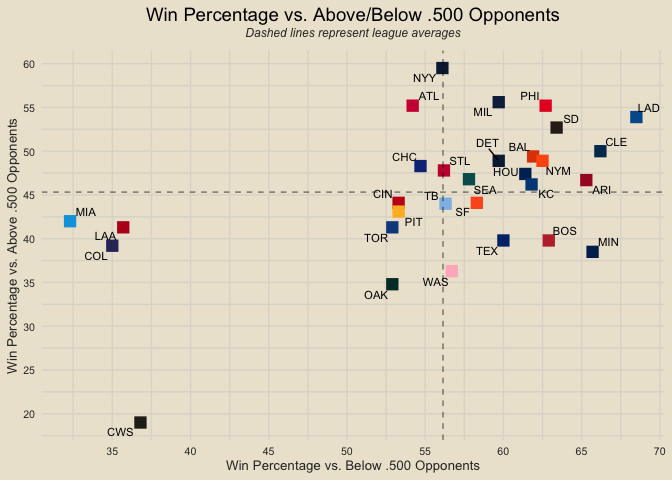 Win Percentage vs. Above/Below .500 Opponents
Dashed lines represent league averages
Win Percentage vs. Above .500 Opponents
60
55
50
45
40
35
30
25
20
NYY
ATL
MIL
PHI
LAD
SD
CLE
DET
BAL
CHC
STL
HOU
NYM
CIN
TB
SEA
KC
ARI
MIA
PIT
SF
LAA
TOR
BOS
COL
TEX
MIN
WAS
OAK
CWS
35
40
45
50
55
60
65
70
Win Percentage vs. Below .500 Opponents